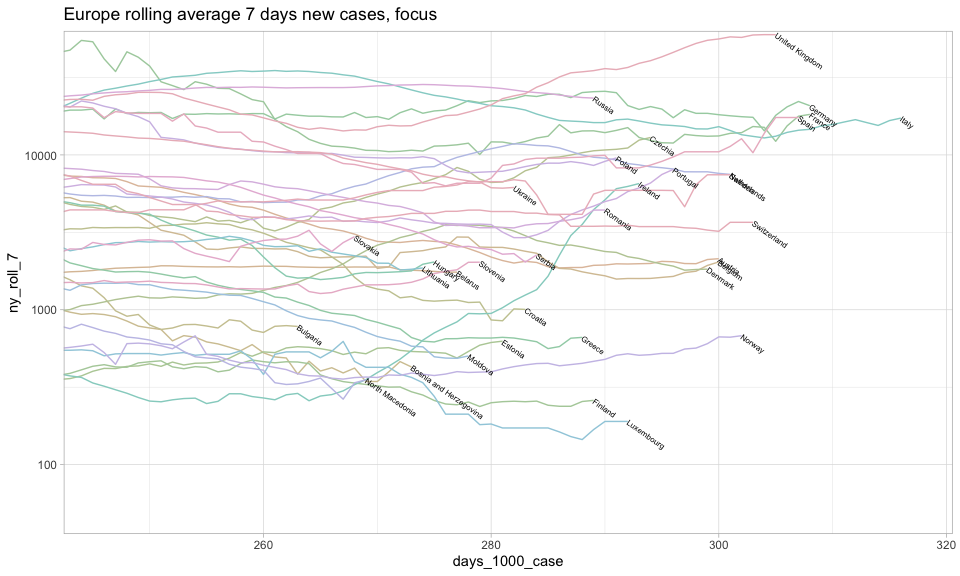 Europe rolling average 7 days new cases, focus
United Kingdom
Russia
Germany
France
Spain
Italy
Czechia
Poland
Portugal
Ireland
Netherlands
Ukraine
Romania
Switzerland
Slovakia
Serbia
Hungary
Slovenia
Belarus
Lithuania
Austria
Belgium
Denmark
Croatia
Bulgaria
Greece
Estonia
Norway
Moldova
Bosnia and Herzegovina
North Macedonia
Finland
Luxembourg
10000
1000
100
ny_roll_7
260
280
300
320
days_1000_case